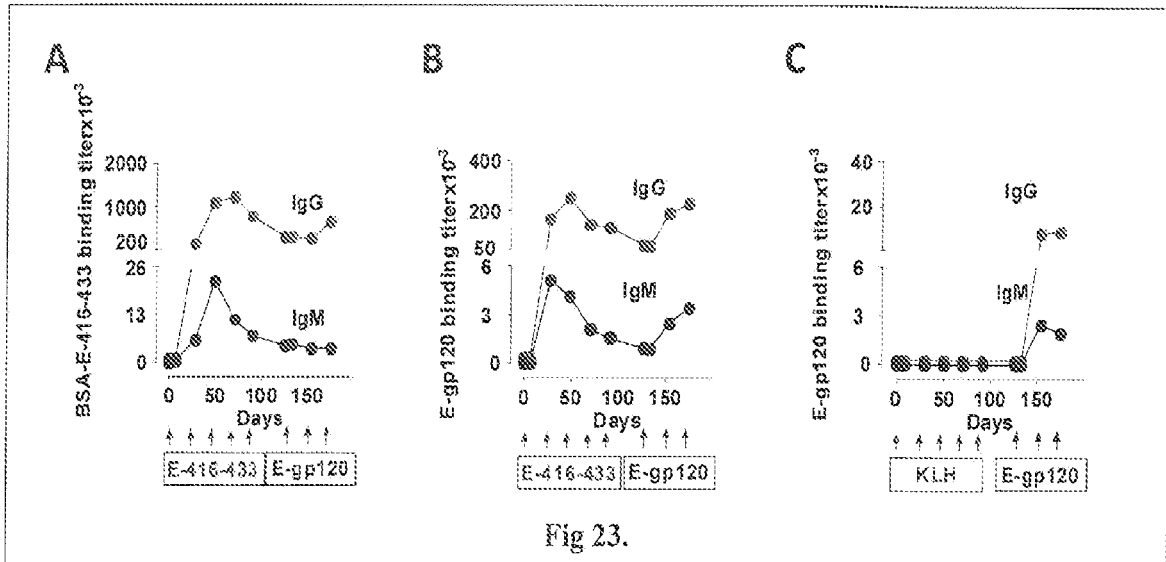 A
BSA-E-416-433 binding titerx10⁻³
2000
1000
200
26
13
0
IgG
IgM
0 50 100 150
Days
E-416-433 E-gp120
B
E-gp120 binding titerx10⁻³
400
200
50
6
3
0
IgG
IgM
0 50 100 150
Days
E-416-433 E-gp120
C
E-gp120 binding titerx10⁻³
40
20
6
3
0
IgG
IgM
0 50 100 150
Days
KLH E-gp120
Fig 23.